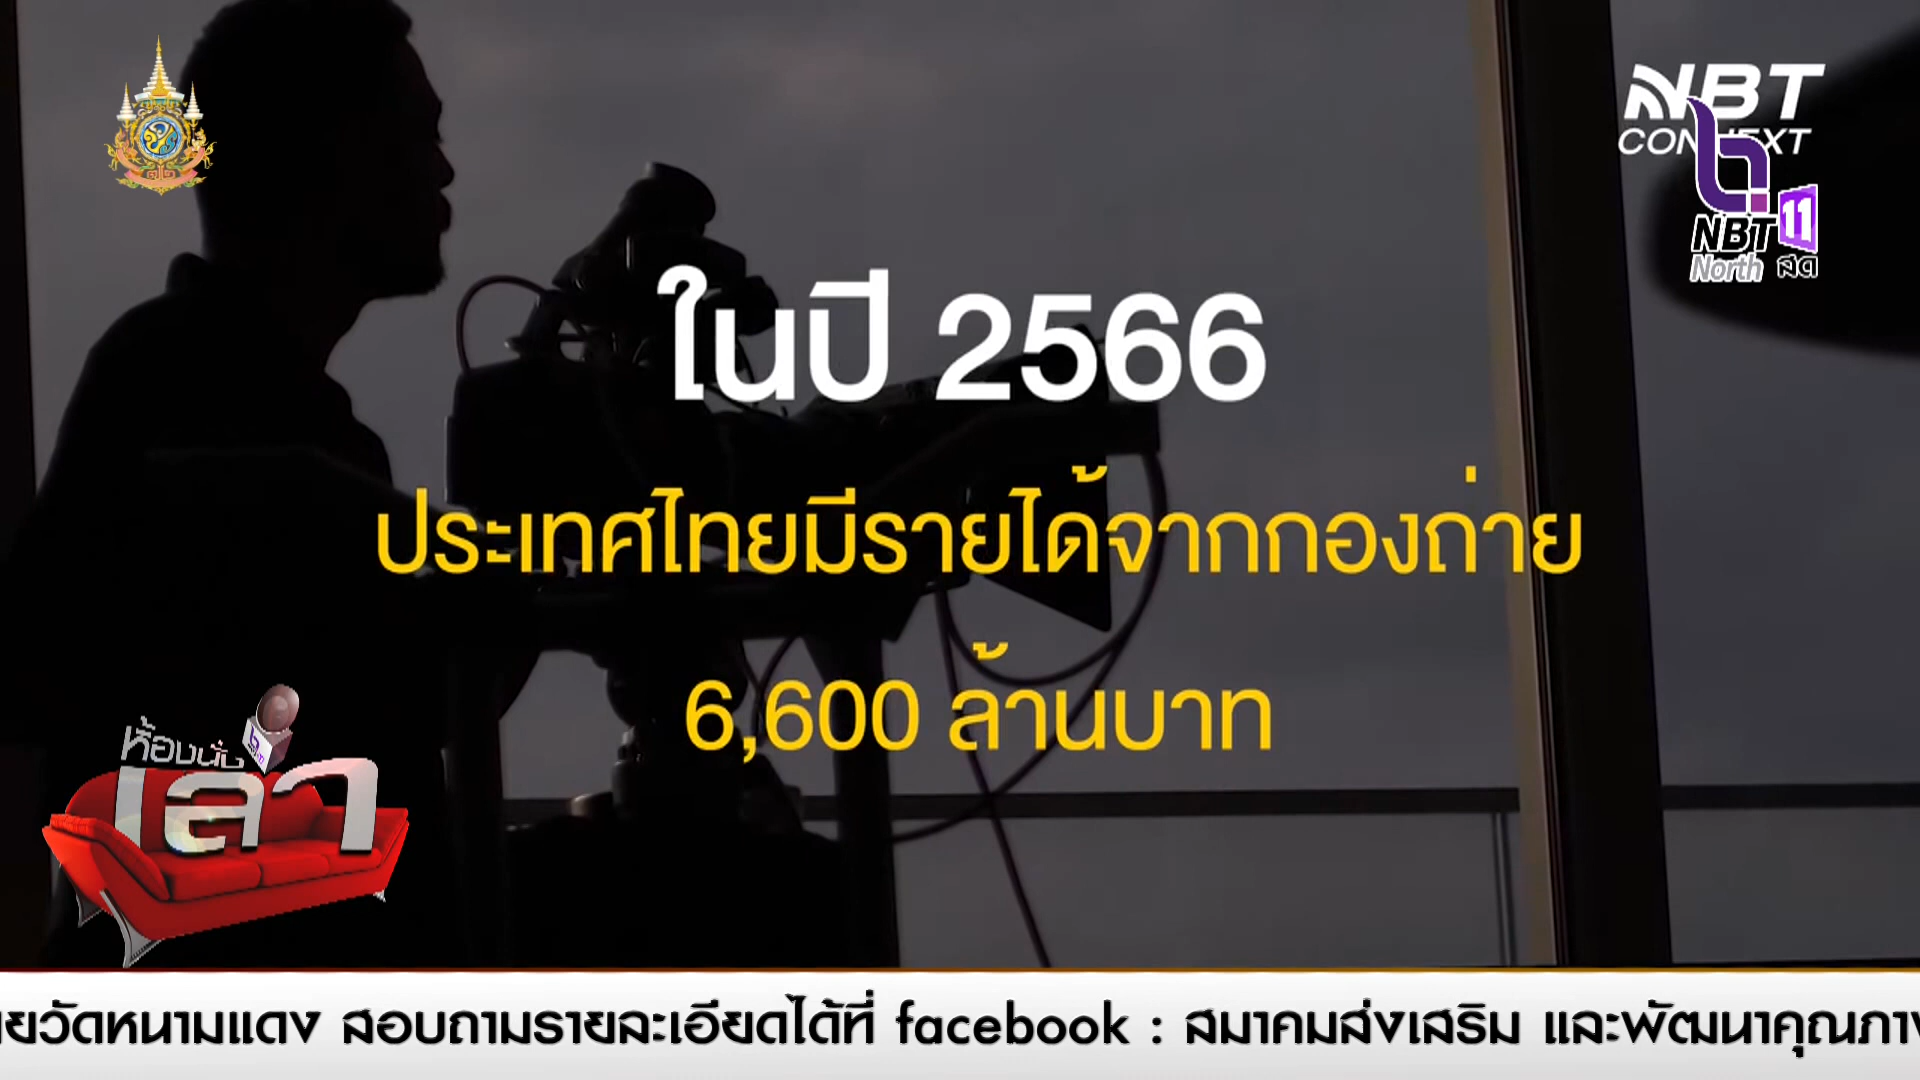 NBT
CONNEXT
NBT 11
North สด
ในปี 2566
ประเทศไทยมีรายได้จากกองถ่าย
6,600 ล้านบาท
ห้องนั่ง
เล่า
ยวัดหนามแดง สอบถามรายละเอียดได้ที่ facebook : สมาคมส่งเสริม และพัฒนาคุณภาพ